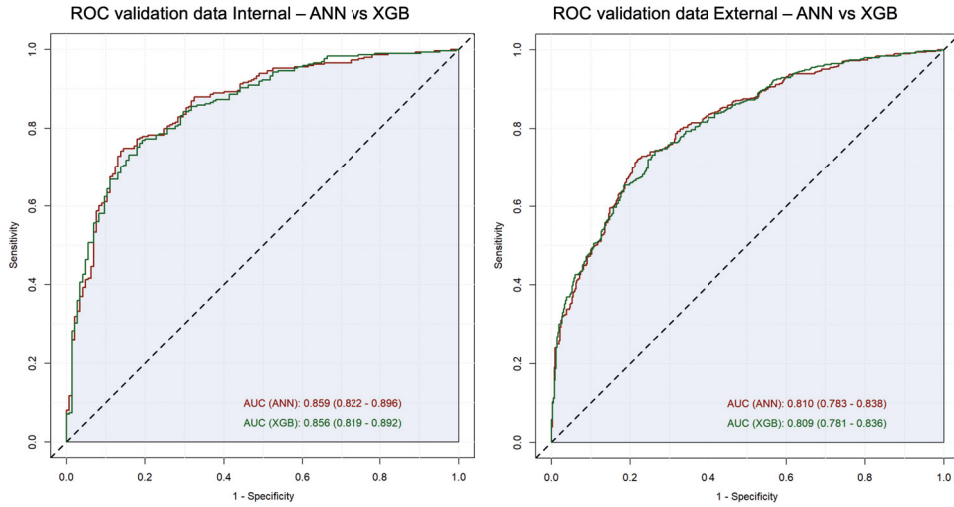 ROC validation data Internal – ANN vs XGB
1.0
0.8
0.6
0.4
0.2
0.0
Sensitivity
AUC (ANN): 0.859 (0.822 - 0.896)
AUC (XGB): 0.856 (0.819 - 0.892)
0.0 0.2 0.4 0.6 0.8 1.0
1 - Specificity
ROC validation data External – ANN vs XGB
1.0
0.8
0.6
0.4
0.2
0.0
Sensitivity
AUC (ANN): 0.810 (0.783 - 0.838)
AUC (XGB): 0.809 (0.781 - 0.836)
0.0 0.2 0.4 0.6 0.8 1.0
1 - Specificity